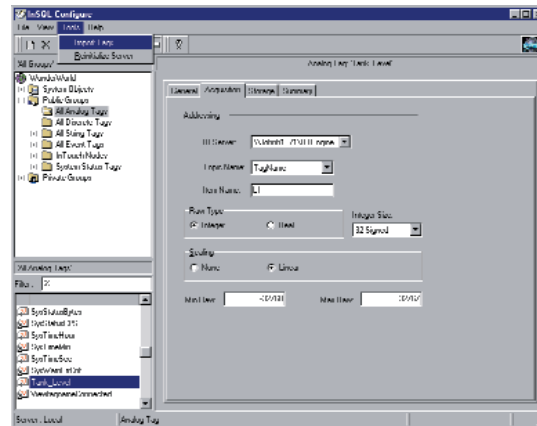 InSQL Configure
File View Tools Help
Import Tags
Reinitialize Server
'All Groups'
WonderWorld
System Objects
Public Groups
All Analog Tags
All Discrete Tags
All String Tags
All Event Tags
InTouch Nodes
System Status Tags
Private Groups
Analog Tag 'Tank_Level'
General Acquisition Storage Summary
Addressing
IO Server:
Topic Name: TagName
Item Name:
Raw Type
Integer Real
Integer Size:
32 Signed
Scaling
None Linear
Min Raw: -32768 Max Raw: 32767
'All Analog Tags'
Filter:
SysStatusBytes
SysTimeHour
SysTimeMin
SysTimeSec
Tank_Level
Server: Local Analog Tag